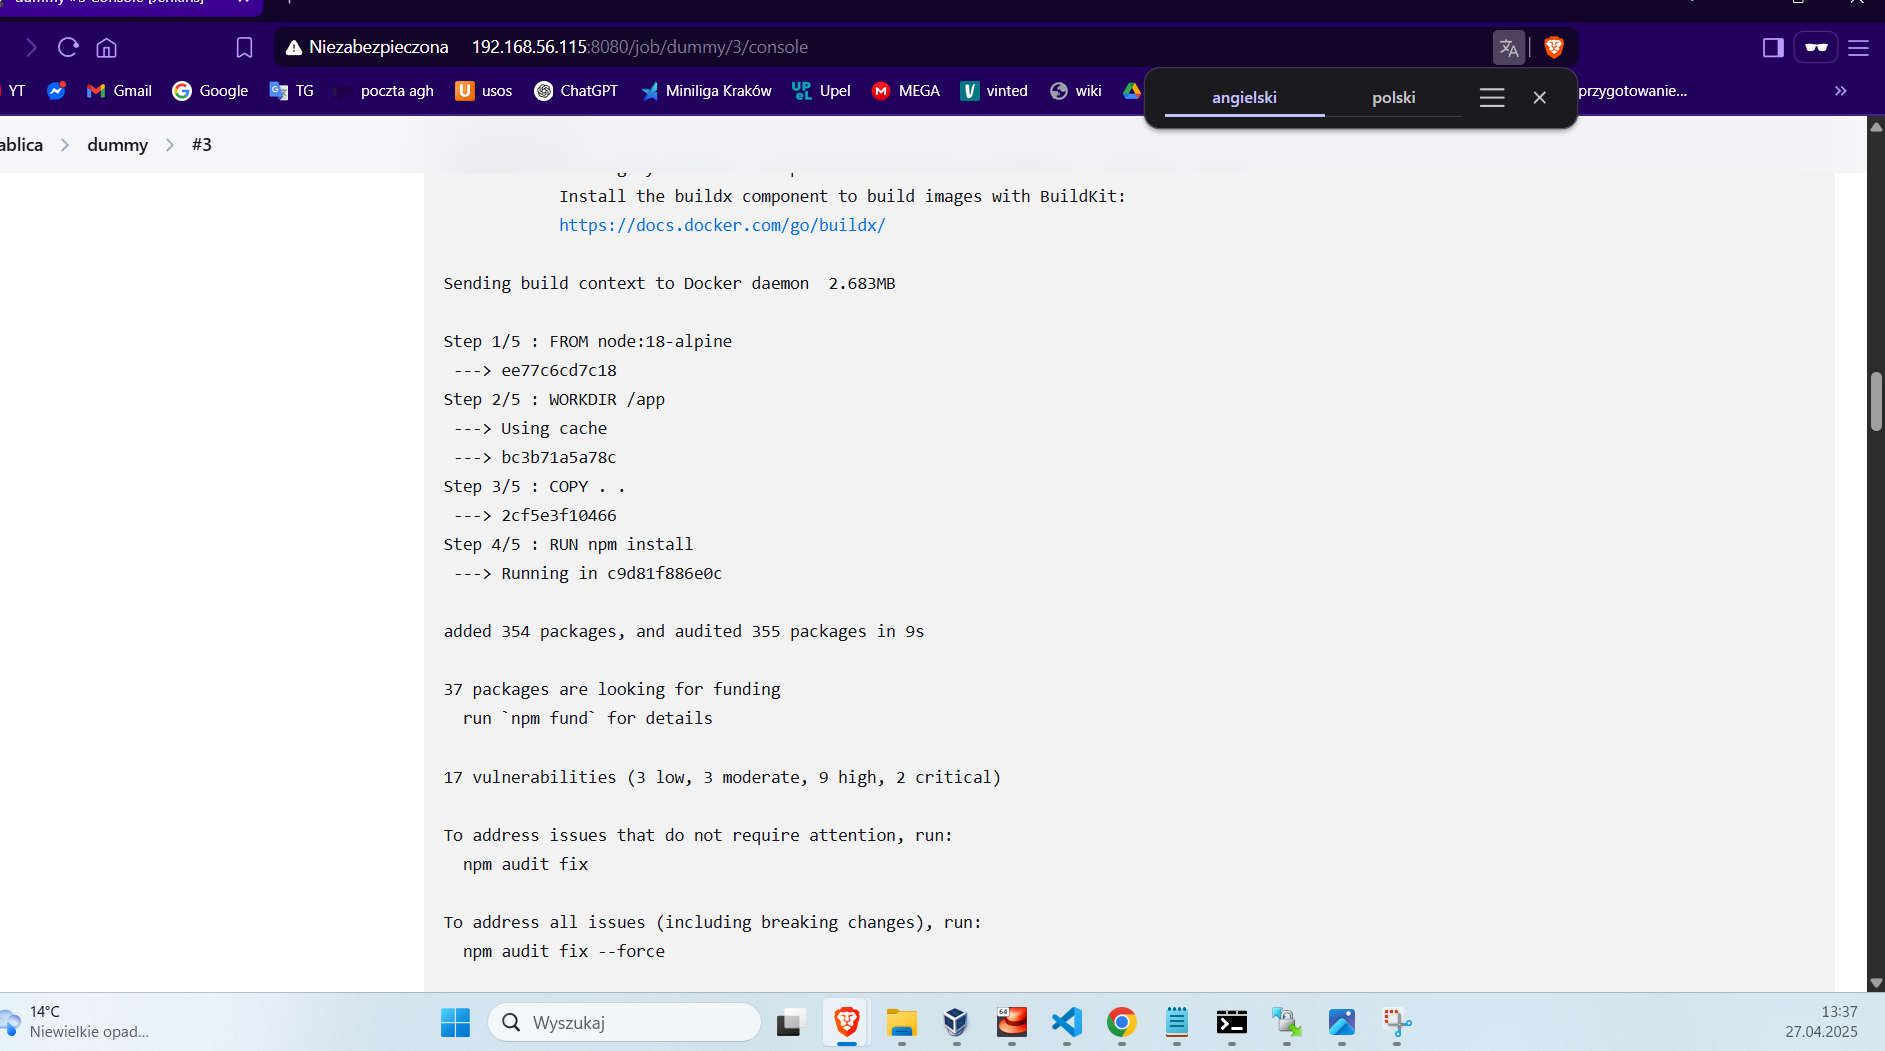 dummy #3 Console [Jenkins]
Niezabezpieczona 192.168.56.115:8080/job/dummy/3/console
YT Gmail Google TG poczta agh usos ChatGPT Miniliga Kraków UPEL Upel MEGA vinted wiki przygotowanie...
angielski polski
ablica > dummy > #3
Install the buildx component to build images with BuildKit:
https://docs.docker.com/go/buildx/
Sending build context to Docker daemon  2.683MB
Step 1/5 : FROM node:18-alpine
---> ee77c6cd7c18
Step 2/5 : WORKDIR /app
---> Using cache
---> bc3b71a5a78c
Step 3/5 : COPY . .
---> 2cf5e3f10466
Step 4/5 : RUN npm install
---> Running in c9d81f886e0c
added 354 packages, and audited 355 packages in 9s
37 packages are looking for funding
run `npm fund` for details
17 vulnerabilities (3 low, 3 moderate, 9 high, 2 critical)
To address issues that do not require attention, run:
npm audit fix
To address all issues (including breaking changes), run:
npm audit fix --force
14°C
Niewielkie opad...
Wyszukaj
64
13:37
27.04.2025